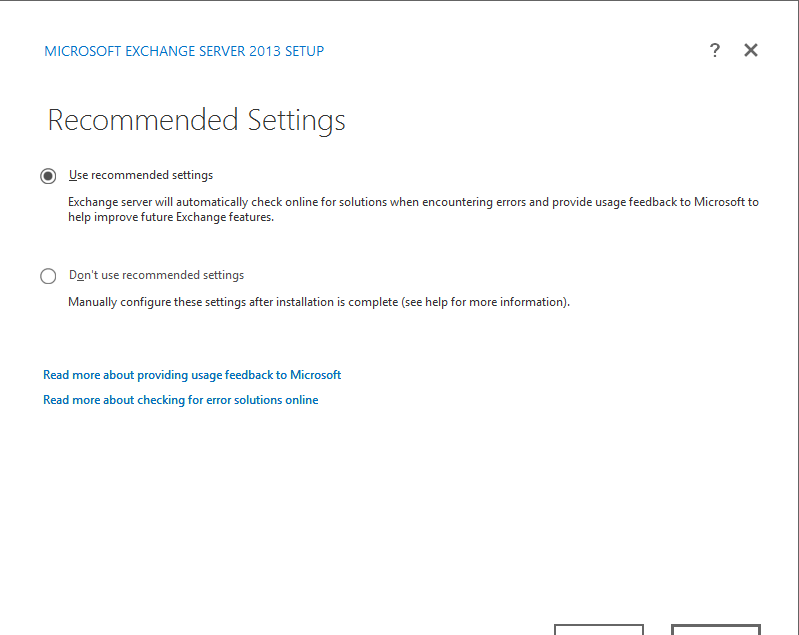 MICROSOFT EXCHANGE SERVER 2013 SETUP
?
Recommended Settings
Use recommended settings
Exchange server will automatically check online for solutions when encountering errors and provide usage feedback to Microsoft to
help improve future Exchange features.
Don't use recommended settings
Manually configure these settings after installation is complete (see help for more information).
Read more about providing usage feedback to Microsoft
Read more about checking for error solutions online